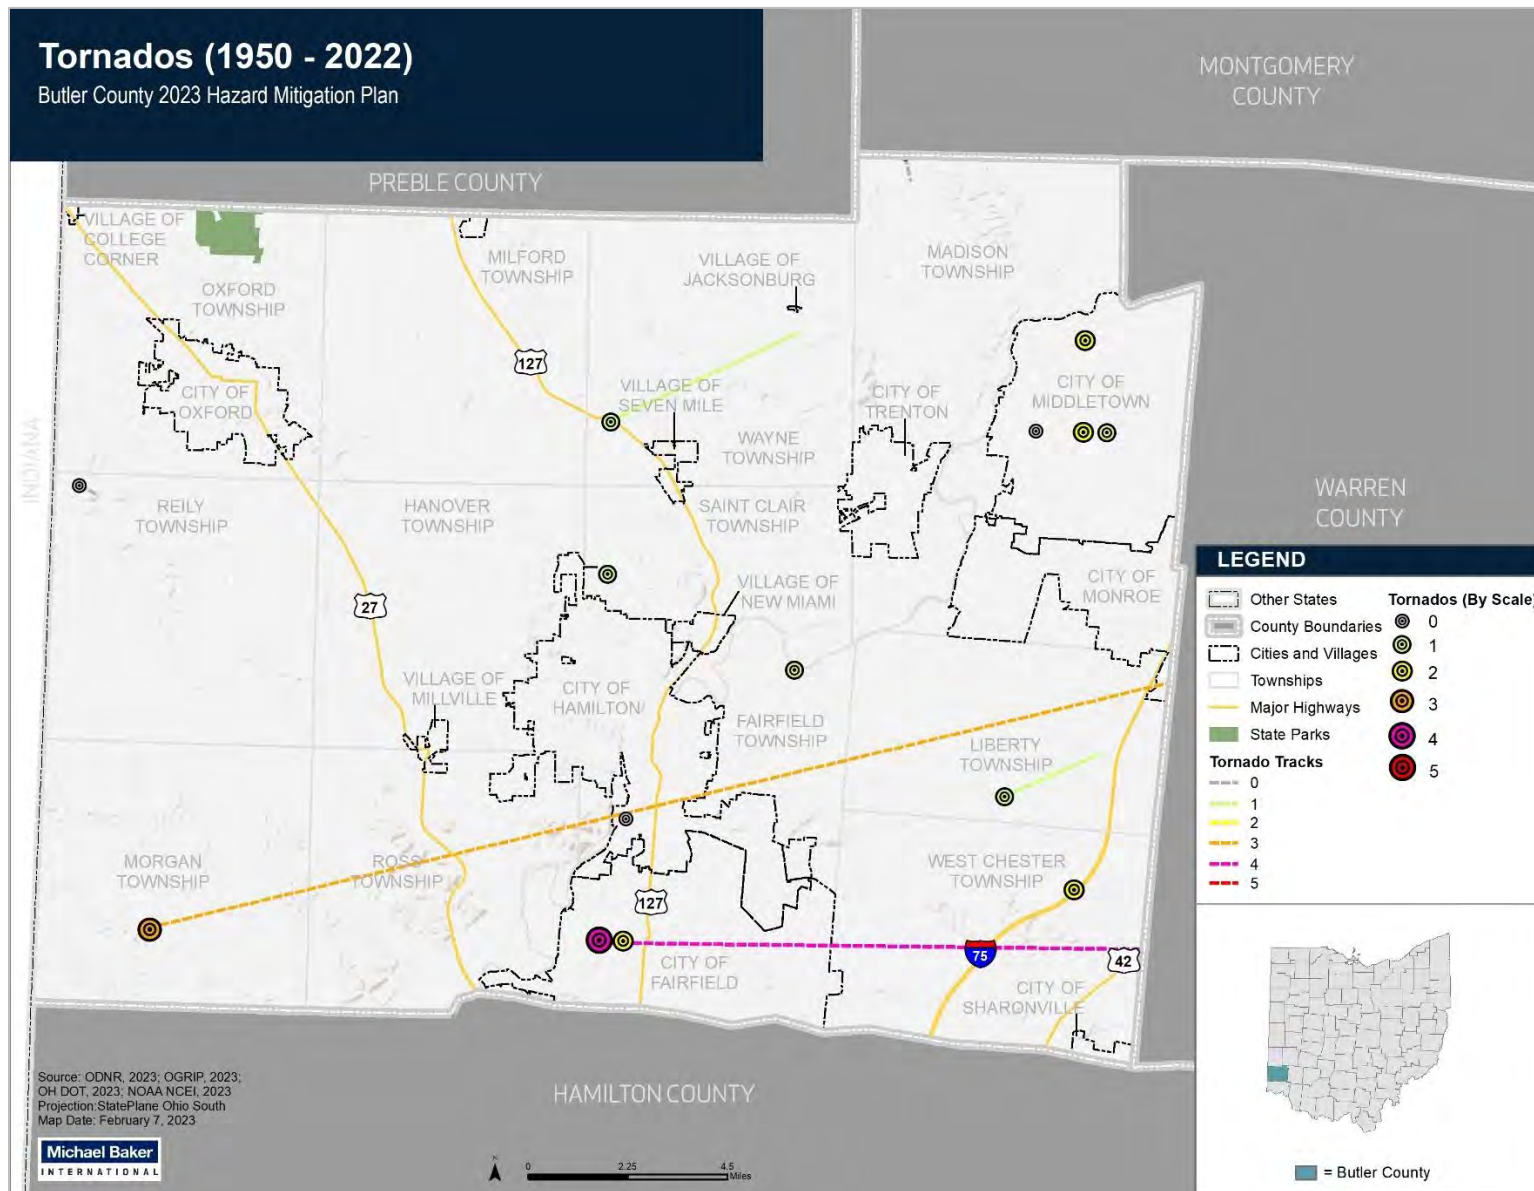 Tornados (1950 - 2022)
Butler County 2023 Hazard Mitigation Plan
MONTGOMERY
COUNTY
PREBLE COUNTY
VILLAGE OF
COLLEGE
CORNER
OXFORD
TOWNSHIP
MILFORD
TOWNSHIP
VILLAGE OF
JACKSONBURG
MADISON
TOWNSHIP
127
CITY OF
OXFORD
VILLAGE OF
SEVEN MILE
CITY OF
TRENTON
CITY OF
MIDDLETOWN
WAYNE
TOWNSHIP
INDIANA
REILY
TOWNSHIP
HANOVER
TOWNSHIP
SAINT CLAIR
TOWNSHIP
WARREN
COUNTY
27
VILLAGE OF
NEW MIAMI
CITY OF
MONROE
VILLAGE OF
MILLVILLE
CITY OF
HAMILTON
FAIRFIELD
TOWNSHIP
LIBERTY
TOWNSHIP
MORGAN
TOWNSHIP
ROSS
TOWNSHIP
WEST CHESTER
TOWNSHIP
127
75
42
CITY OF
FAIRFIELD
CITY OF
SHARONVILLE
HAMILTON COUNTY
LEGEND
Other States
County Boundaries
Cities and Villages
Townships
Major Highways
State Parks
Tornado Tracks
0
1
2
3
4
5
Tornados (By Scale)
0
1
2
3
4
5
= Butler County
Source: ODNR, 2023; OGRIP, 2023;
OH DOT, 2023; NOAA NCEI, 2023
Projection:StatePlane Ohio South
Map Date: February 7, 2023
Michael Baker
INTERNATIONAL
N
0 2.25 4.5
Miles